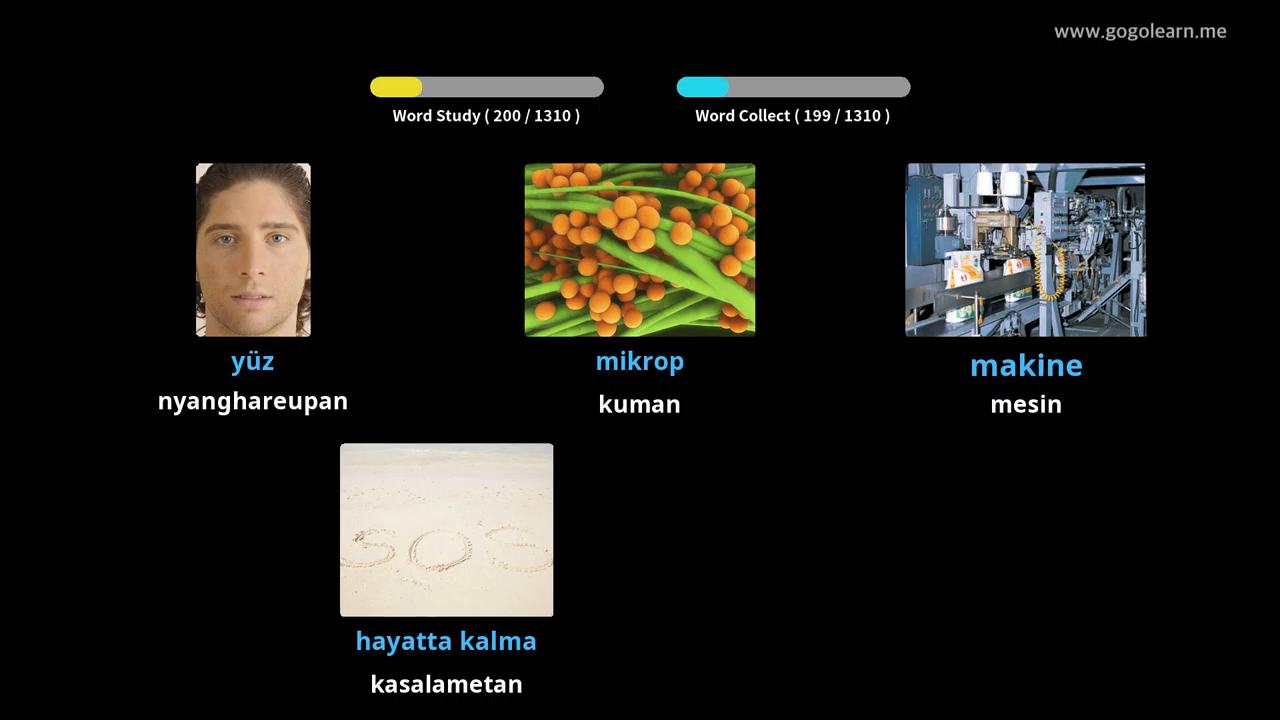 www.gogolearn.me
Word Study ( 200 / 1310 )
Word Collect ( 199 / 1310 )
yüz
nyanghareupan
mikrop
kuman
makine
mesin
SOS
hayatta kalma
kasalametan